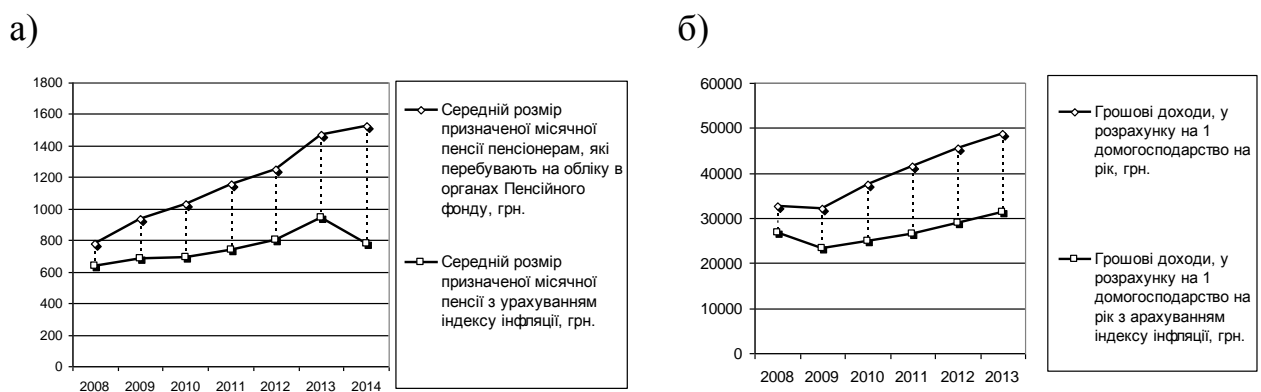 а)
1800
1600
1400
1200
1000
800
600
400
200
0
2008 2009 2010 2011 2012 2013 2014
Середній розмір
призначеної місячної
пенсії пенсіонерам, які
перебувають на обліку в
органах Пенсійного
фонду, грн.
Середній розмір
призначеної місячної
пенсії з урахуванням
індексу інфляції, грн.
б)
60000
50000
40000
30000
20000
10000
0
2008 2009 2010 2011 2012 2013
Грошові доходи, у
розрахунку на 1
домогосподарство на
рік, грн.
Грошові доходи, у
розрахунку на 1
домогосподарство на
рік з арахуванням
індексу інфляції, грн.